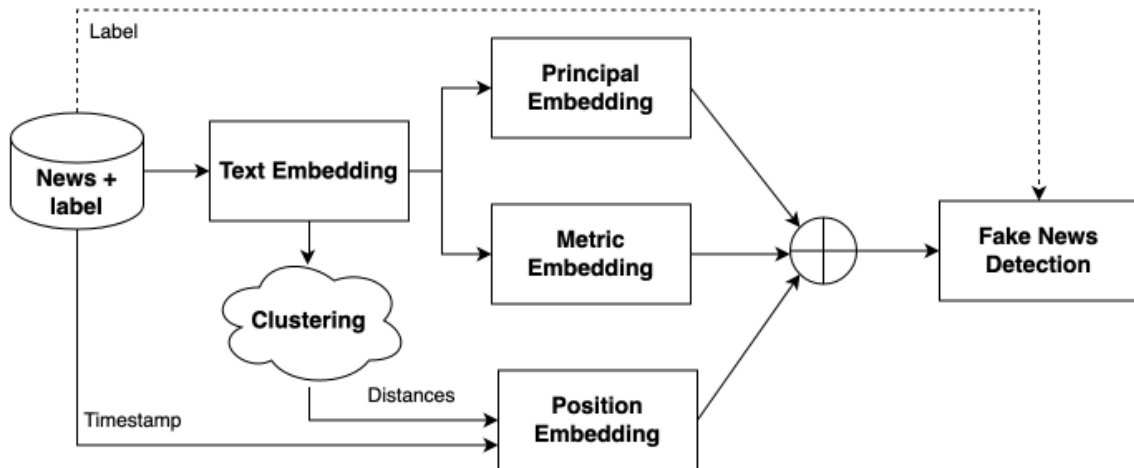 Label
Principal
Embedding
News +
label
Text Embedding
Metric
Embedding
Fake News
Detection
Clustering
Distances
Timestamp
Position
Embedding